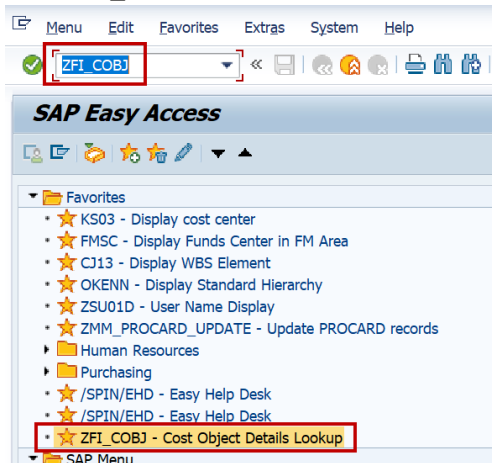 Menu Edit Favorites Extras System Help
ZFI_COBJ
SAP Easy Access
Favorites
KS03 - Display cost center
FMSC - Display Funds Center in FM Area
CJ13 - Display WBS Element
OKENN - Display Standard Hierarchy
ZSU01D - User Name Display
ZMM_PROCARD_UPDATE - Update PROCARD records
Human Resources
Purchasing
/SPIN/EHD - Easy Help Desk
/SPIN/EHD - Easy Help Desk
ZFI_COBJ - Cost Object Details Lookup
SAP Menu